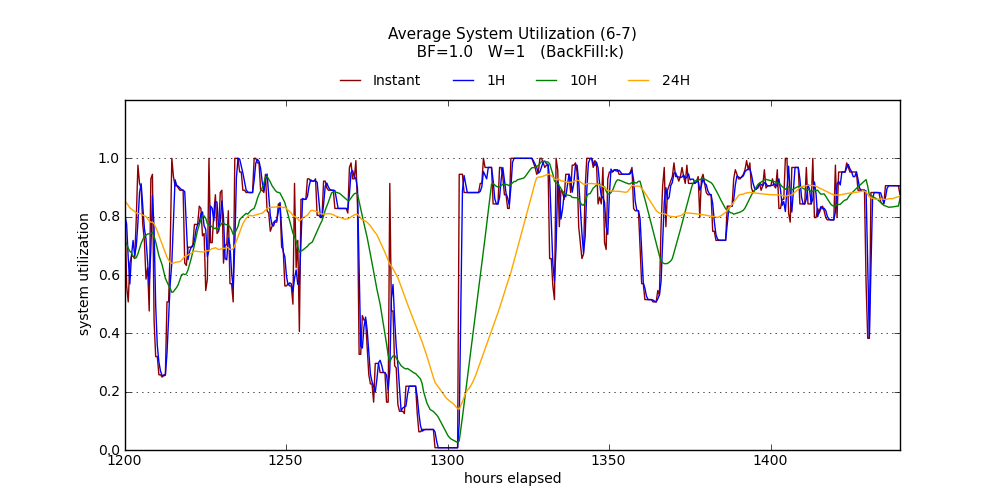 Average System Utilization (6-7)
BF=1.0 W=1 (BackFill:k)
Instant 1H 10H 24H
1.0
0.8
0.6
0.4
0.2
0.0
system utilization
1200 1250 1300 1350 1400
hours elapsed